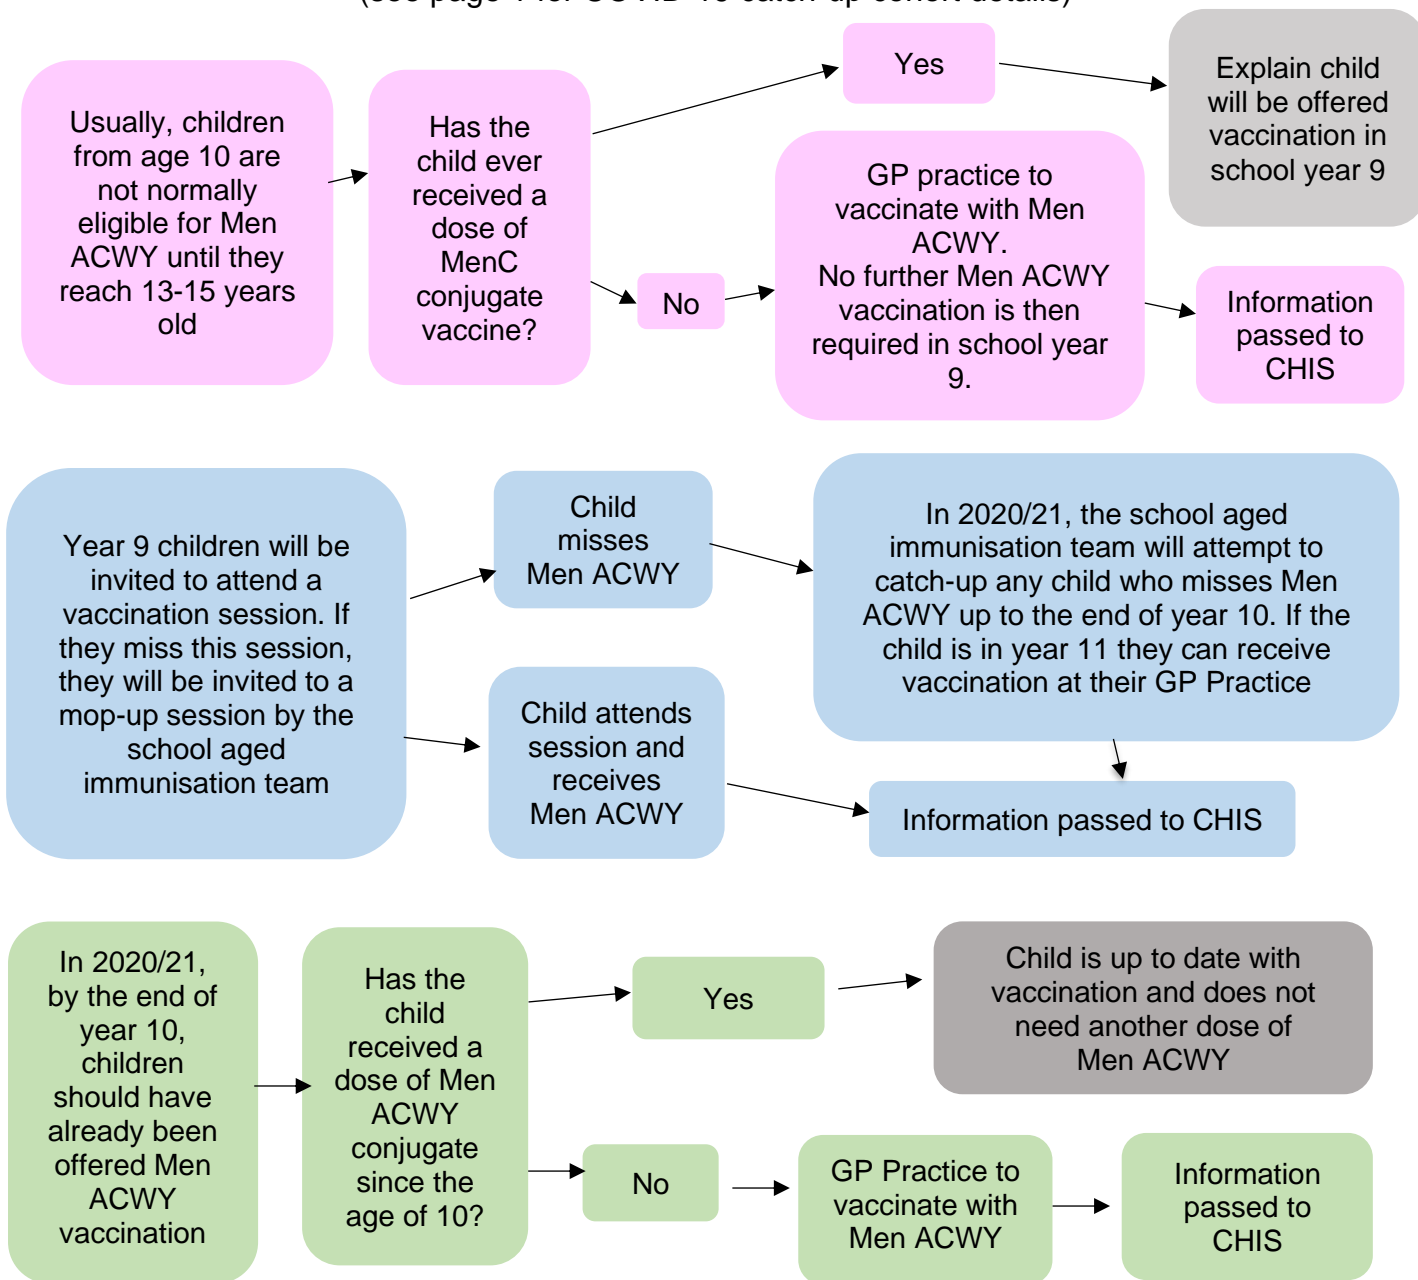 Usually, children
from age 10 are
not normally
eligible for Men
ACWY until they
reach 13-15 years
old
Has the
child ever
received a
dose of
MenC
conjugate
vaccine?
Yes
Explain child
will be offered
vaccination in
school year 9
No
GP practice to
vaccinate with Men
ACWY.
No further Men ACWY
vaccination is then
required in school year
9.
Information
passed to
CHIS
Year 9 children will be
invited to attend a
vaccination session. If
they miss this session,
they will be invited to a
mop-up session by the
school aged
immunisation team
Child
misses
Men ACWY
In 2020/21, the school aged
immunisation team will attempt to
catch-up any child who misses Men
ACWY up to the end of year 10. If the
child is in year 11 they can receive
vaccination at their GP Practice
Child attends
session and
receives
Men ACWY
Information passed to CHIS
In 2020/21,
by the end of
year 10,
children
should have
already been
offered Men
ACWY
vaccination
Has the
child
received a
dose of Men
ACWY
conjugate
since the
age of 10?
Yes
Child is up to date with
vaccination and does not
need another dose of
Men ACWY
No
GP Practice to
vaccinate with
Men ACWY
Information
passed to
CHIS